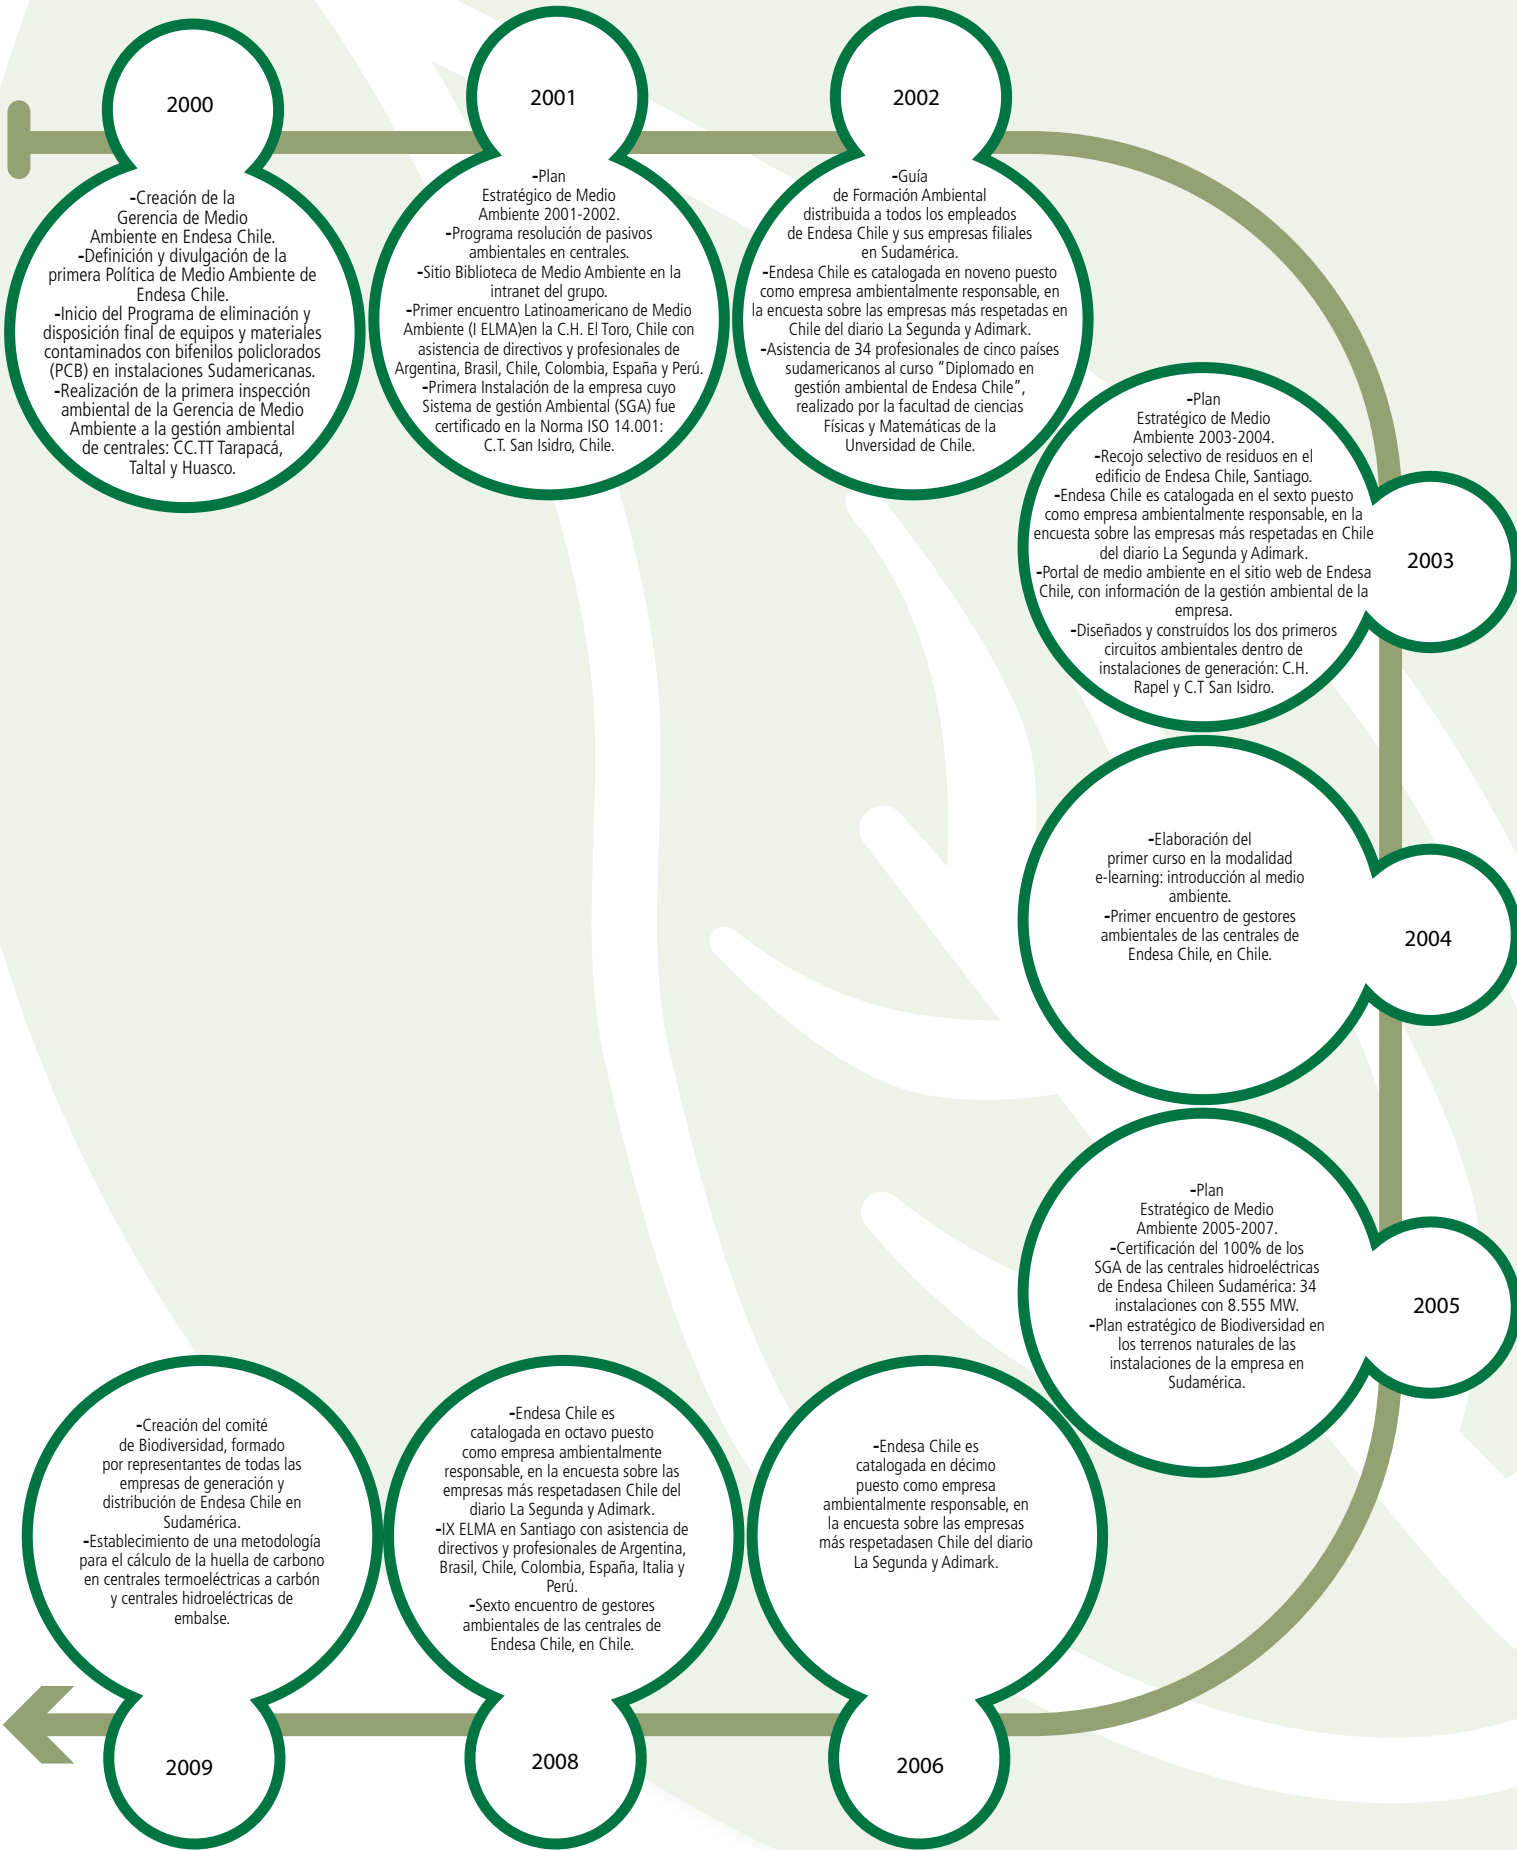 2000
-Creación de la
Gerencia de Medio
Ambiente en Endesa Chile.
-Definición y divulgación de la
primera Política de Medio Ambiente de
Endesa Chile.
-Inicio del Programa de eliminación y
disposición final de equipos y materiales
contaminados con bifenilos policlorados
(PCB) en instalaciones Sudamericanas.
-Realización de la primera inspección
ambiental de la Gerencia de Medio
Ambiente a la gestión ambiental
de centrales: CC.TT Tarapacá,
Taltal y Huasco.
2001
-Plan
Estratégico de Medio
Ambiente 2001-2002.
-Programa resolución de pasivos
ambientales en centrales.
-Sitio Biblioteca de Medio Ambiente en la
intranet del grupo.
-Primer encuentro Latinoamericano de Medio
Ambiente (I ELMA)en la C.H. El Toro, Chile con
asistencia de directivos y profesionales de
Argentina, Brasil, Chile, Colombia, España y Perú.
-Primera Instalación de la empresa cuyo
Sistema de gestión Ambiental (SGA) fue
certificado en la Norma ISO 14.001:
C.T. San Isidro, Chile.
2002
-Guía
de Formación Ambiental
distribuida a todos los empleados
de Endesa Chile y sus empresas filiales
en Sudamérica.
-Endesa Chile es catalogada en noveno puesto
como empresa ambientalmente responsable, en
la encuesta sobre las empresas más respetadas en
Chile del diario La Segunda y Adimark.
-Asistencia de 34 profesionales de cinco países
sudamericanos al curso "Diplomado en
gestión ambiental de Endesa Chile",
realizado por la facultad de ciencias
Físicas y Matemáticas de la
Unversidad de Chile.
-Plan
Estratégico de Medio
Ambiente 2003-2004.
-Recojo selectivo de residuos en el
edificio de Endesa Chile, Santiago.
-Endesa Chile es catalogada en el sexto puesto
como empresa ambientalmente responsable, en la
encuesta sobre las empresas más respetadas en Chile
del diario La Segunda y Adimark.
-Portal de medio ambiente en el sitio web de Endesa
Chile, con información de la gestión ambiental de la
empresa.
-Diseñados y construídos los dos primeros
circuitos ambientales dentro de
instalaciones de generación: C.H.
Rapel y C.T San Isidro.
2003
-Elaboración del
primer curso en la modalidad
e-learning: introducción al medio
ambiente.
-Primer encuentro de gestores
ambientales de las centrales de
Endesa Chile, en Chile.
2004
-Plan
Estratégico de Medio
Ambiente 2005-2007.
-Certificación del 100% de los
SGA de las centrales hidroeléctricas
de Endesa Chileen Sudamérica: 34
instalaciones con 8.555 MW.
-Plan estratégico de Biodiversidad en
los terrenos naturales de las
instalaciones de la empresa en
Sudamérica.
2005
-Endesa Chile es
catalogada en décimo
puesto como empresa
ambientalmente responsable, en
la encuesta sobre las empresas
más respetadasen Chile del diario
La Segunda y Adimark.
2006
-Endesa Chile es
catalogada en octavo puesto
como empresa ambientalmente
responsable, en la encuesta sobre las
empresas más respetadasen Chile del
diario La Segunda y Adimark.
-IX ELMA en Santiago con asistencia de
directivos y profesionales de Argentina,
Brasil, Chile, Colombia, España, Italia y
Perú.
-Sexto encuentro de gestores
ambientales de las centrales de
Endesa Chile, en Chile.
2008
-Creación del comité
de Biodiversidad, formado
por representantes de todas las
empresas de generación y
distribución de Endesa Chile en
Sudamérica.
-Establecimiento de una metodología
para el cálculo de la huella de carbono
en centrales termoeléctricas a carbón
y centrales hidroeléctricas de
embalse.
2009